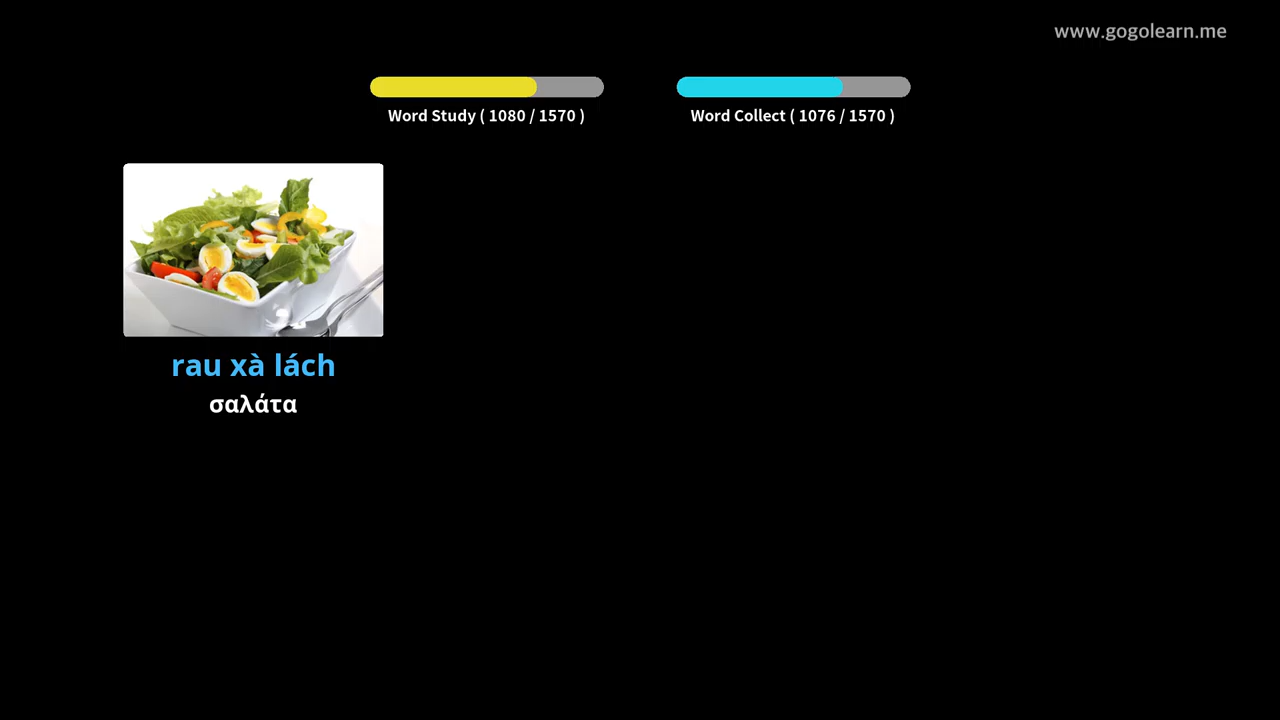 www.gogolearn.me
Word Study ( 1080 / 1570 )
Word Collect ( 1076 / 1570 )
rau xà lách
σαλάτα